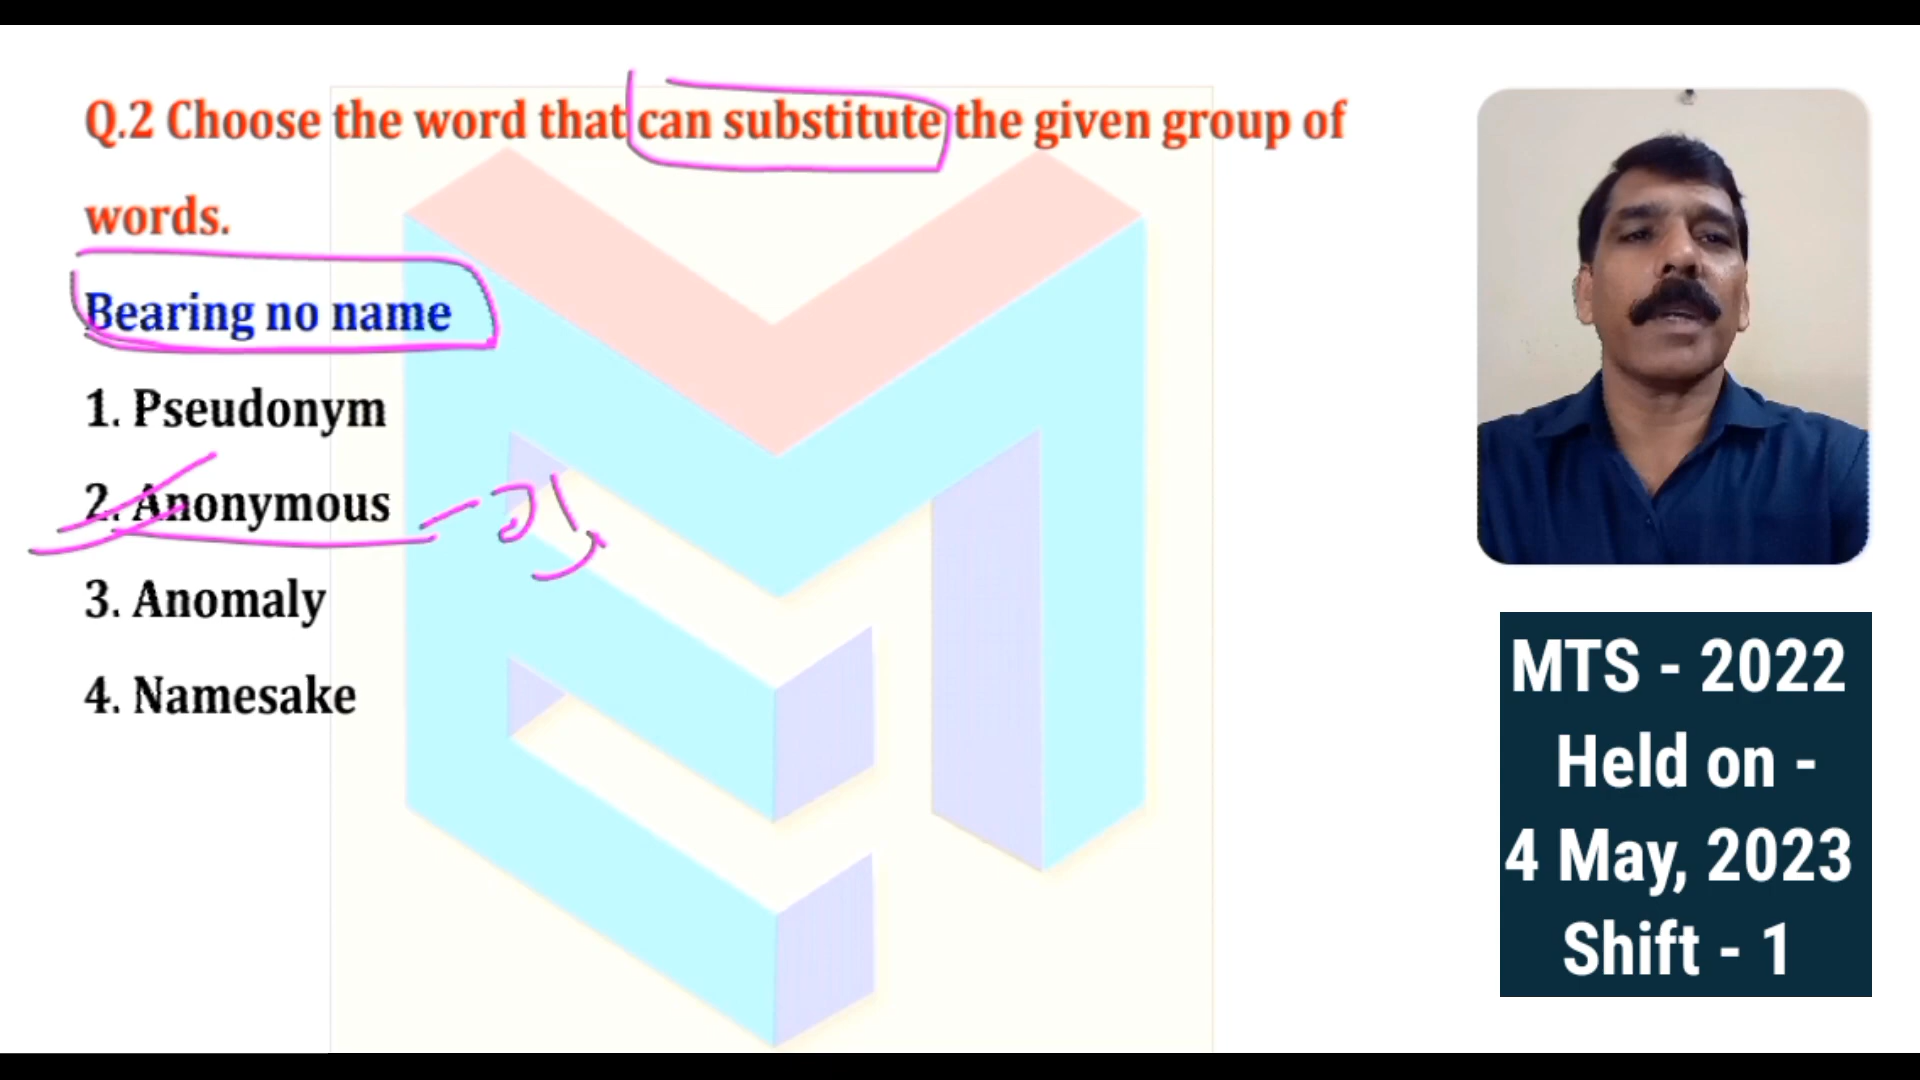 Q.2 Choose the word that can substitute the given group of
words.
Bearing no name
1. Pseudonym
2. Anonymous
3. Anomaly
4. Namesake
MTS - 2022
Held on -
4 May, 2023
Shift - 1